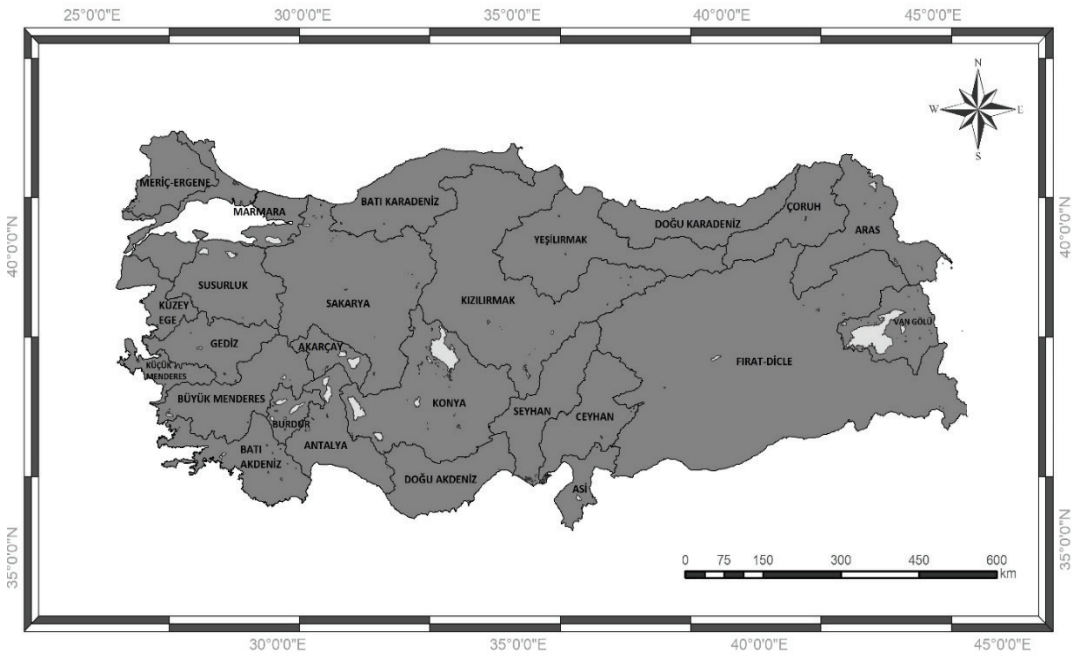 25°0'0"E 30°0'0"E 35°0'0"E 40°0'0"E 45°0'0"E
N
W E
S
40°0'0"N
35°0'0"N
40°0'0"N
35°0'0"N
MERİÇ-ERGENE
MARMARA
BATI KARADENİZ
DOĞU KARADENİZ
ÇORUH
ARAS
YEŞİLIRMAK
SUSURLUK
SAKARYA
KIZILIRMAK
KUZEY
EGE
GEDİZ
AKARÇAY
VAN GÖLÜ
FIRAT-DİCLE
KÜÇÜK
MENDERES
BÜYÜK MENDERES
BURDUR
KONYA
SEYHAN
CEYHAN
BATI
AKDENİZ
ANTALYA
DOĞU AKDENİZ
ASİ
0 75 150 300 450 600
km
30°0'0"E 35°0'0"E 40°0'0"E 45°0'0"E